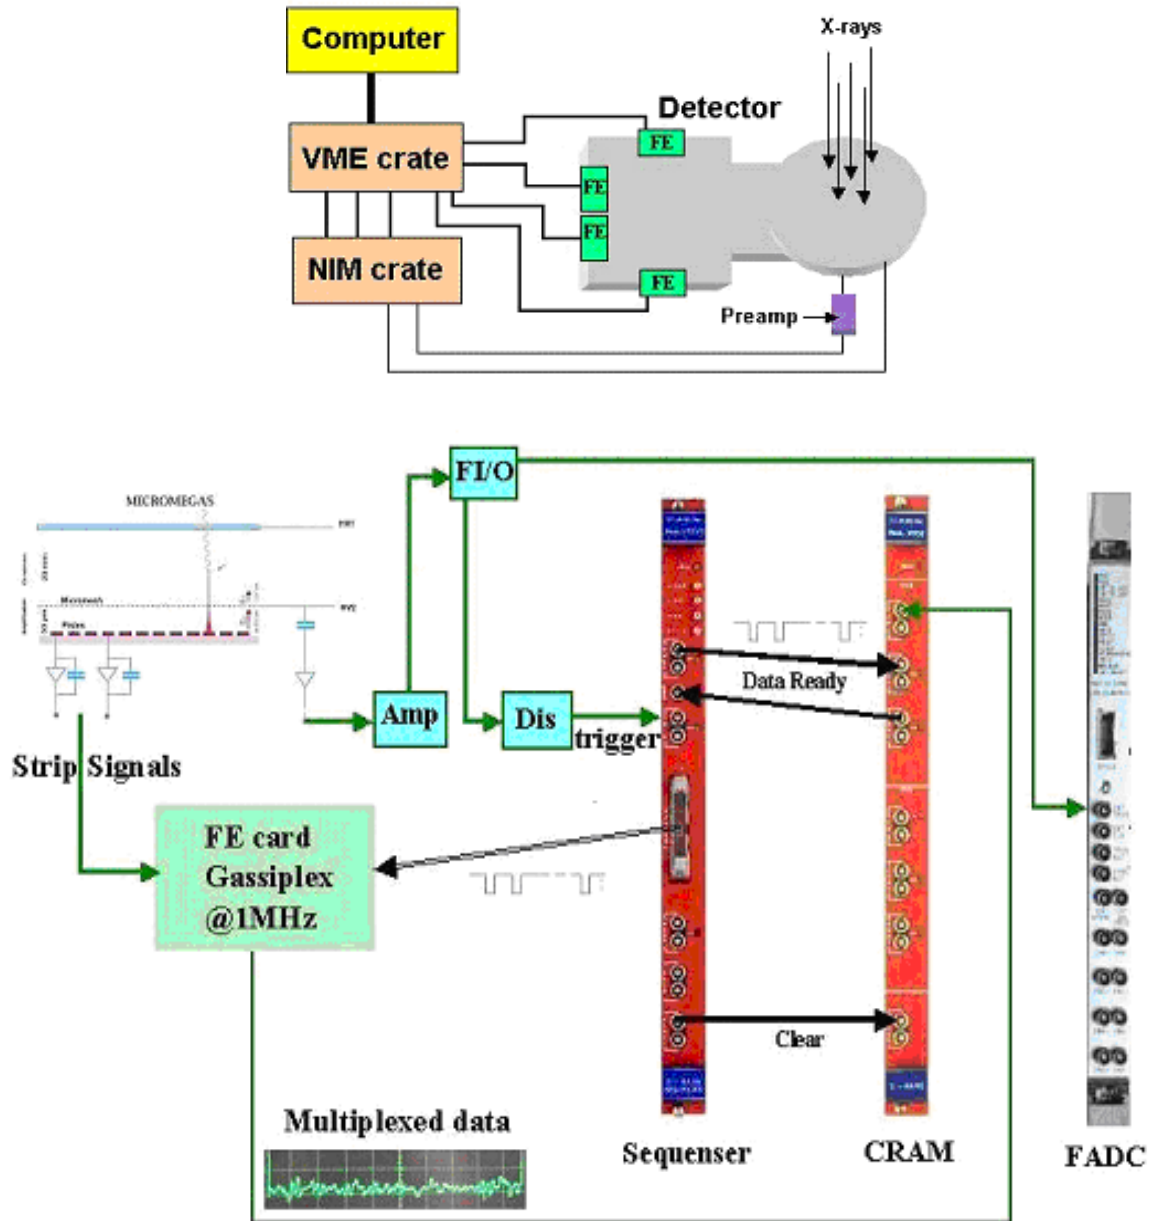 Computer
X-rays
Detector
FE
VME crate
FE
FE
NIM crate
FE
Preamp
FI/O
MICROMEGAS
Micromesh
Data Ready
Amp
Dis
trigger
Strip Signals
FE card
Gassiplex
@1MHz
Clear
Multiplexed data
Sequenser
CRAM
FADC